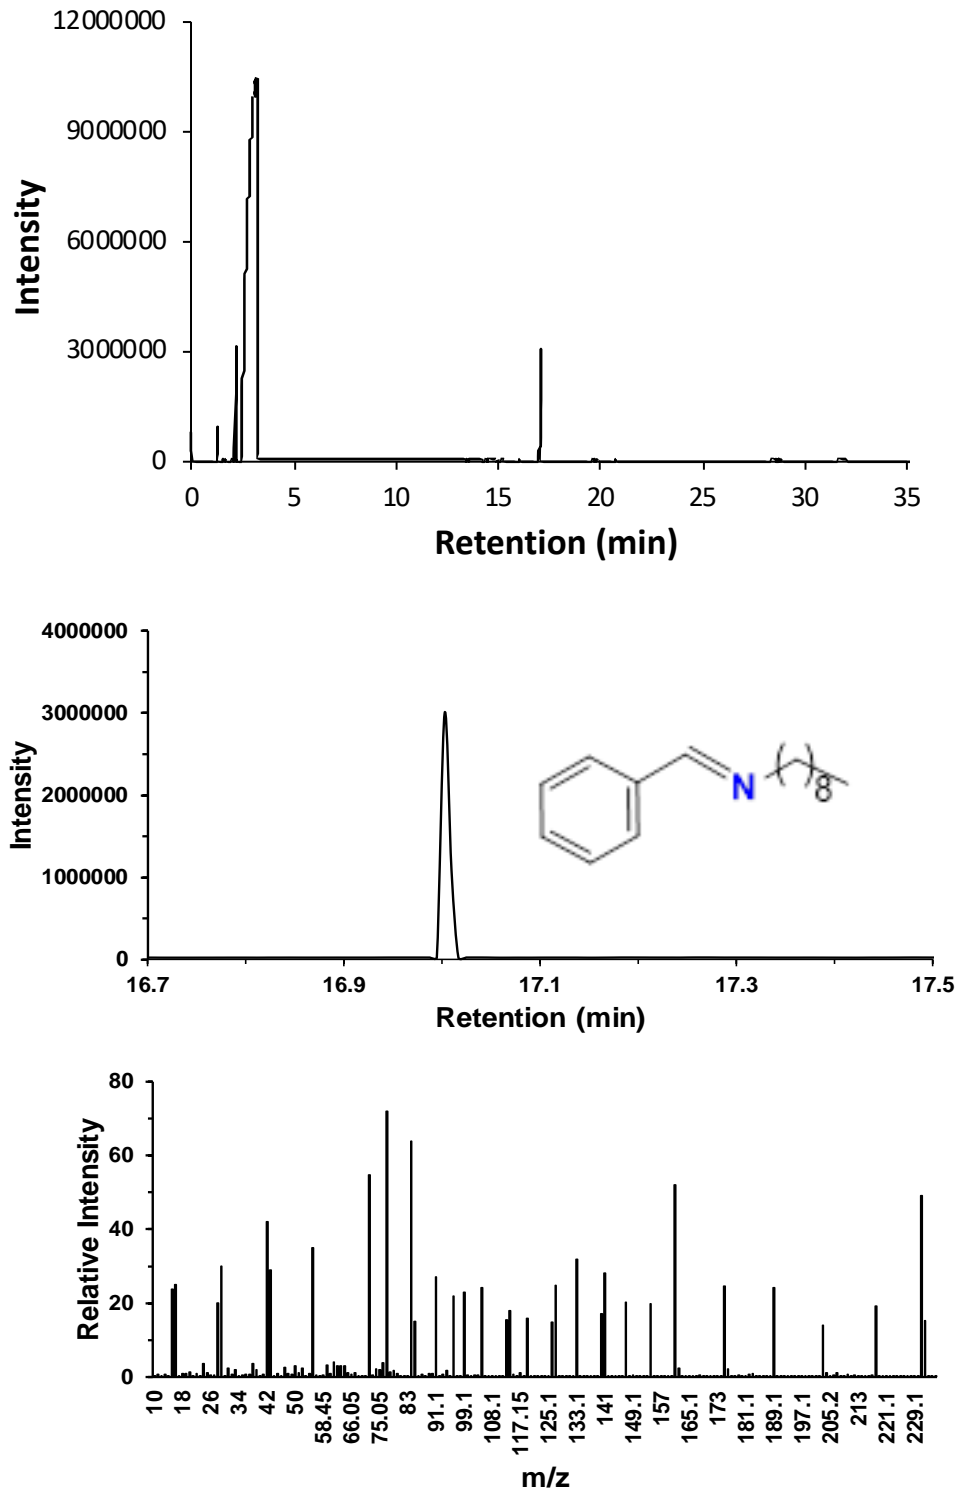 12000000
9000000
6000000
3000000
0
Intensity
0 5 10 15 20 25 30 35
Retention (min)
4000000
3000000
2000000
1000000
0
Intensity
N ( )8
16.7 16.9 17.1 17.3 17.5
Retention (min)
80
60
40
20
0
Relative Intensity
10 18 26 34 42 50 58.45 66.05 75.05 83 91.1 99.1 108.1 117.15 125.1 133.1 141 149.1 157 165.1 173 181.1 189.1 197.1 205.2 213 221.1 229.1
m/z